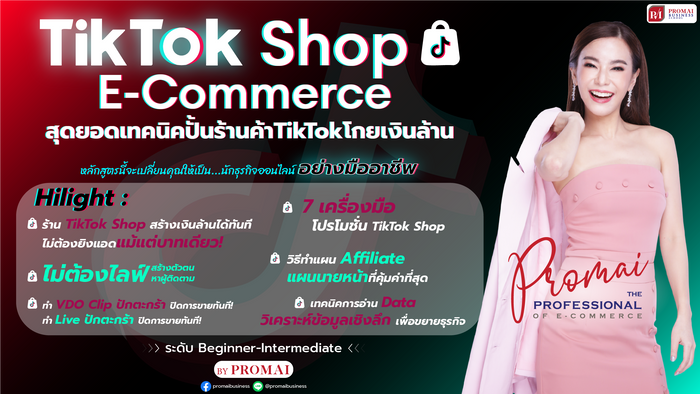 PM PROMAI
BUSINESS
TikTok Shop
E-Commerce
สุดยอดเทคนิคปั้นร้านค้าTikTokโกยเงินล้าน
หลักสูตรนี้จะเปลี่ยนคุณให้เป็น...นักธุรกิจออนไลน์ อย่างมืออาชีพ
Hilight :
ร้าน TikTok Shop สร้างเงินล้านได้ทันที
ไม่ต้องยิงแอดแม้แต่บาทเดียว!
ไม่ต้องไลฟ์ สร้างตัวตน
หาผู้ติดตาม
ทำ VDO Clip ปักตะกร้า ปิดการขายทันที!
ทำ Live ปักตะกร้า ปิดการขายทันที!
7 เครื่องมือ
โปรโมชั่น TikTok Shop
วิธีทำแผน Affiliate
แผนนายหน้าที่คุ้มค่าที่สุด
เทคนิคการอ่าน Data
วิเคราะห์ข้อมูลเชิงลึก เพื่อขยายธุรกิจ
Promai
THE
PROFESSIONAL
OF E-COMMERCE
>> ระดับ Beginner-Intermediate <<
BY PROMAI
promaibusiness @promaibusiness